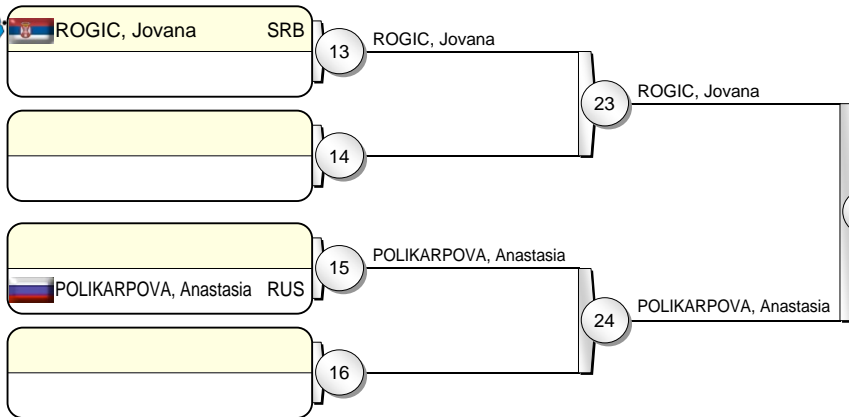 ROGIC, Jovana SRB
13
ROGIC, Jovana
23
ROGIC, Jovana
14
15
POLIKARPOVA, Anastasia
POLIKARPOVA, Anastasia RUS
24
POLIKARPOVA, Anastasia
16